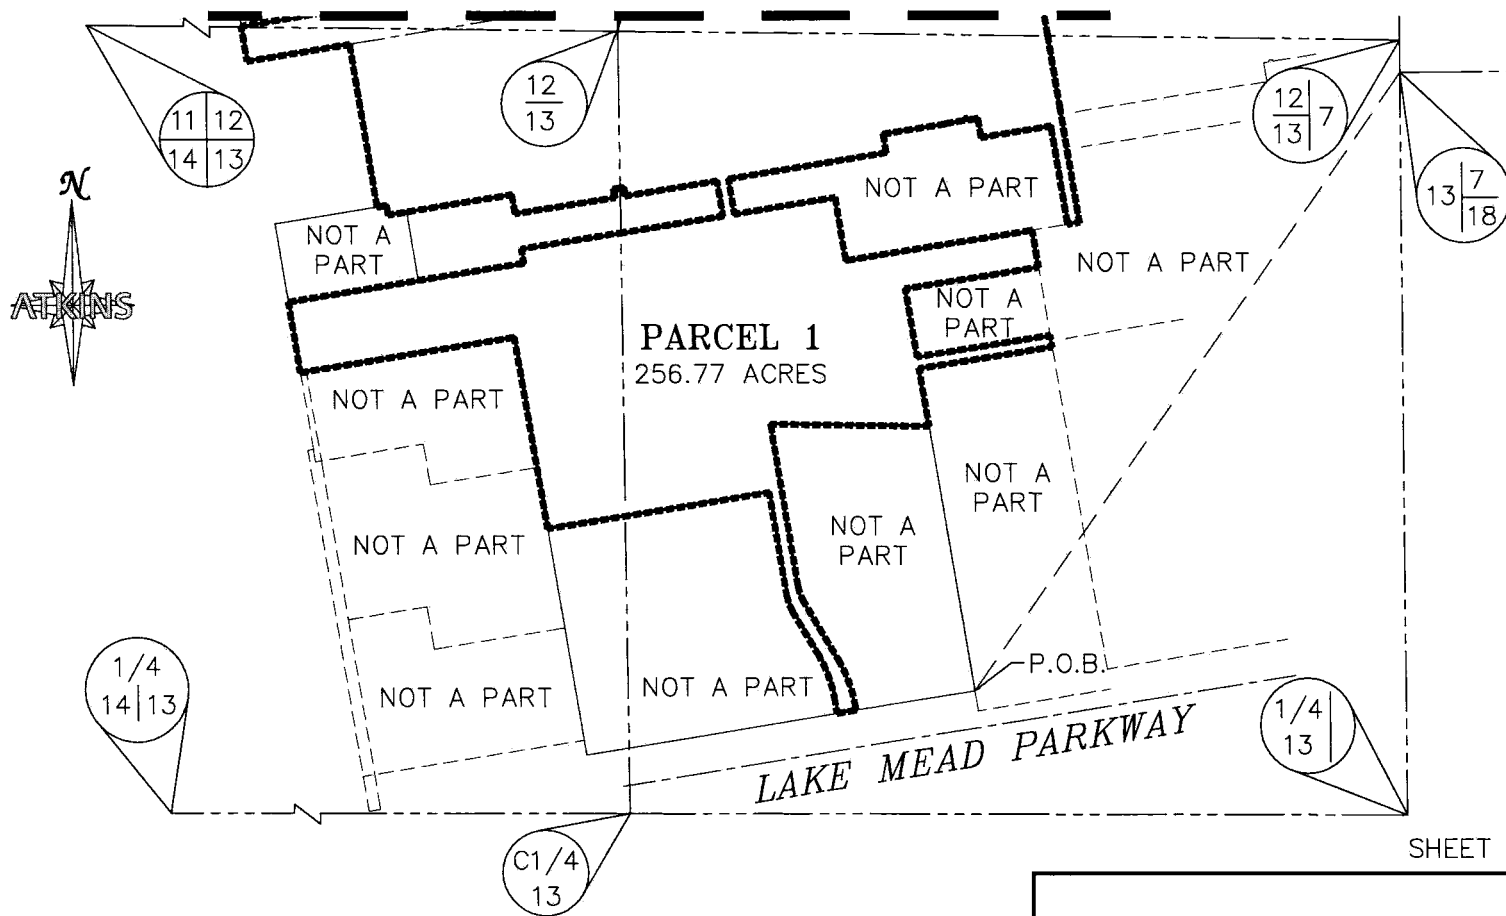 11 12
14 13
12
13
12
13 7
7
13
18
N
ATKINS
NOT A
PART
NOT A PART
NOT A PART
NOT A
PART
PARCEL 1
256.77 ACRES
NOT A PART
NOT A
PART
NOT A
PART
NOT A PART
NOT A PART
NOT A PART
P.O.B.
1/4
14 13
1/4
13
LAKE MEAD PARKWAY
C1/4
13
SHEET